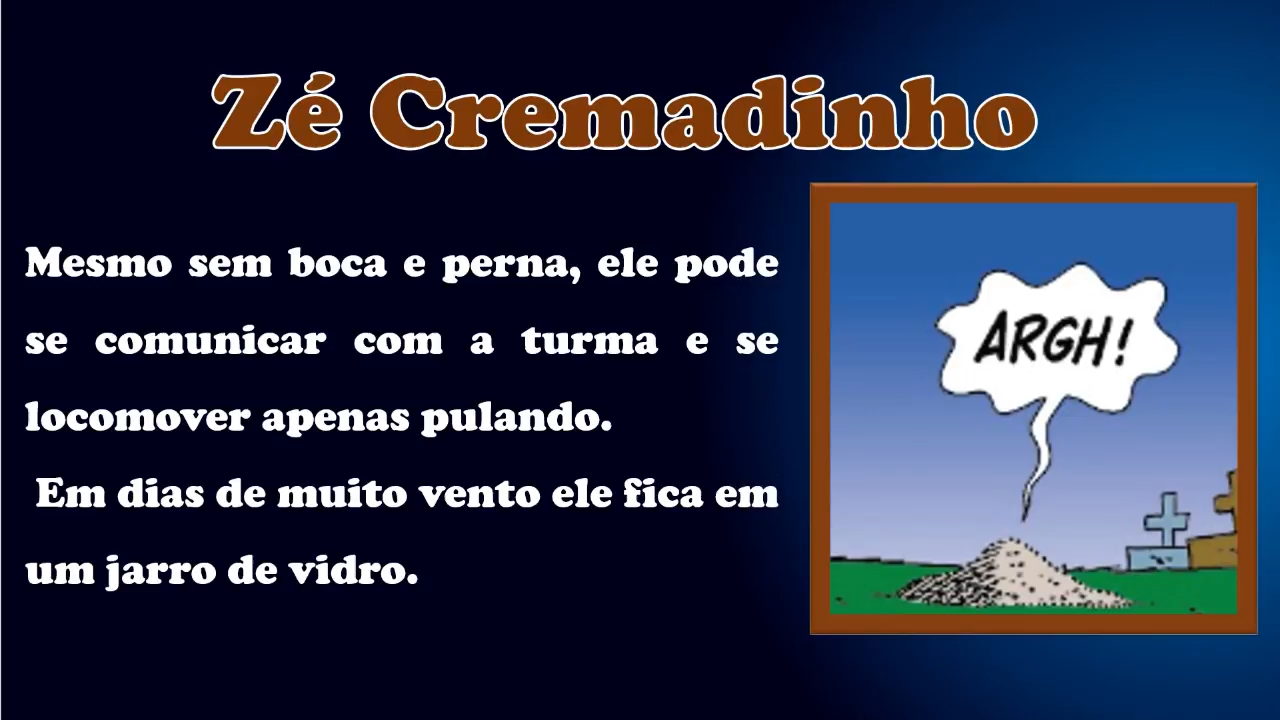 Zé Cremadinho
Mesmo sem boca e perna, ele pode
se comunicar com a turma e se
locomover apenas pulando.
Em dias de muito vento ele fica em
um jarro de vidro.
ARGH!